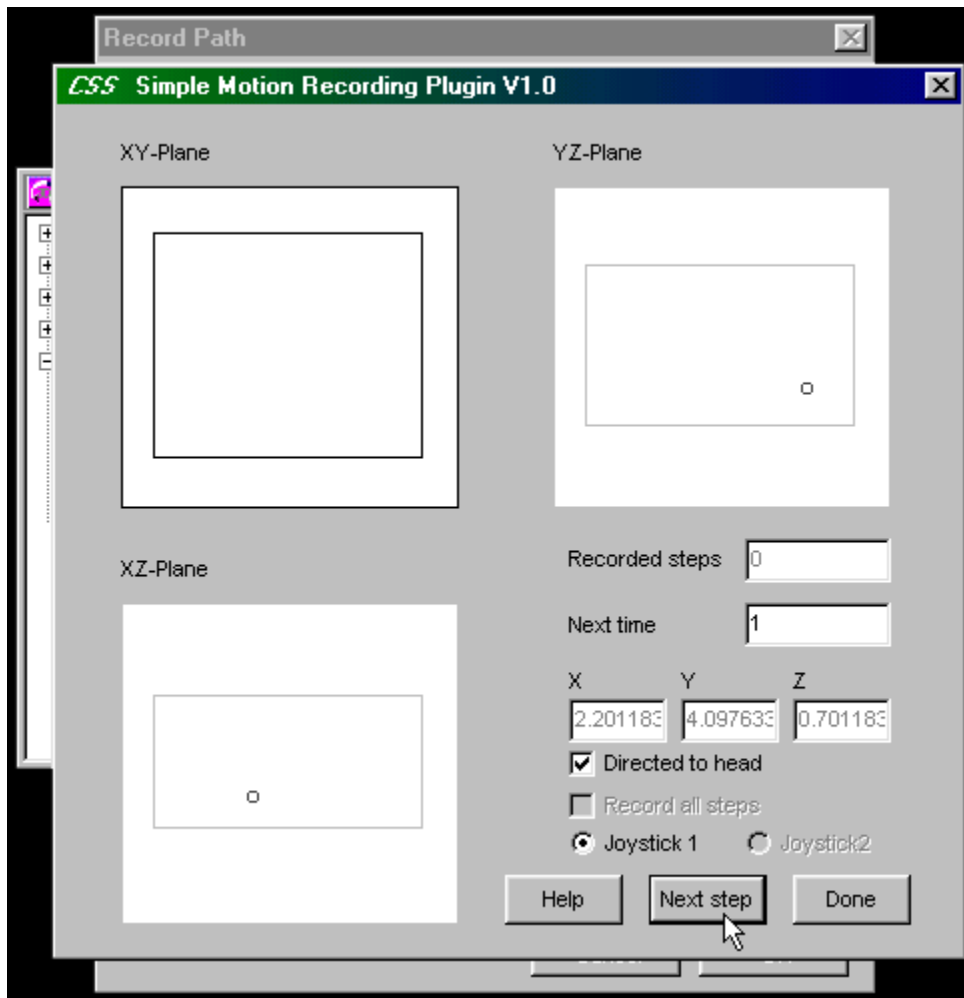 Record Path
CSS Simple Motion Recording Plugin V1.0
XY-Plane
YZ-Plane
XZ-Plane
Recorded steps 0
Next time 1
X Y Z
2.201183 4.097633 0.701183
Directed to head
Record all steps
Joystick 1 Joystick2
Help Next step Done